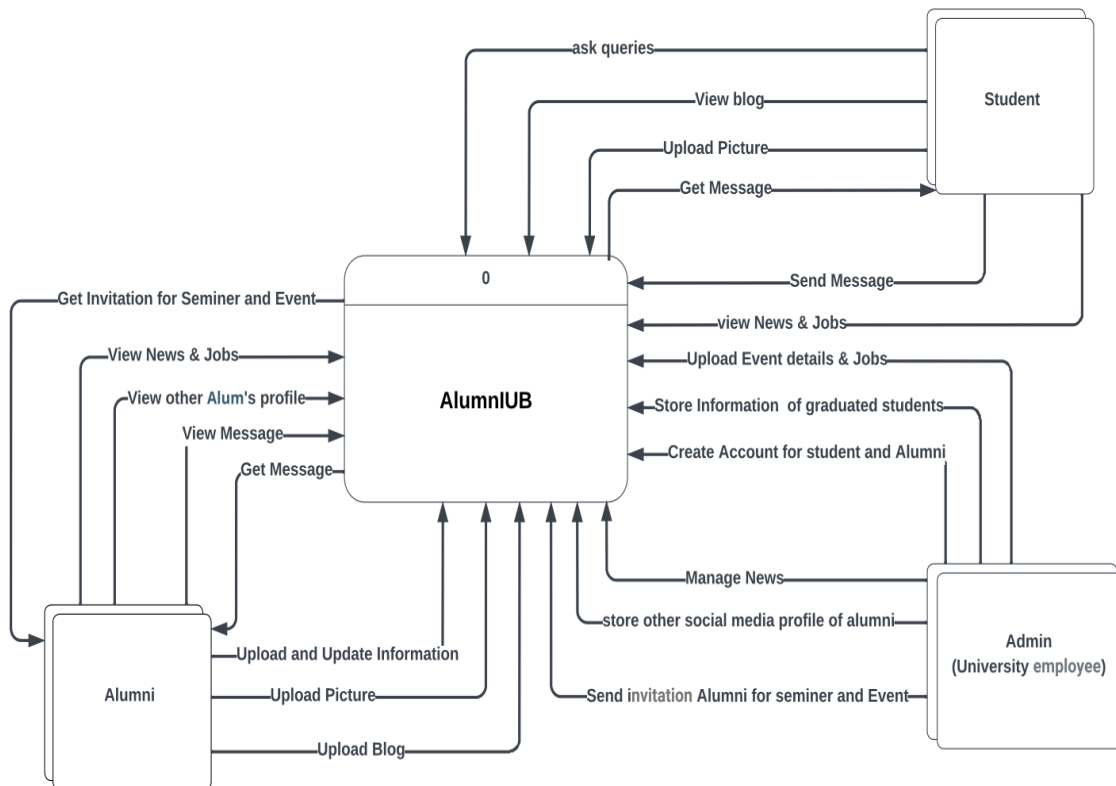 ask queries
Student
View blog
Upload Picture
Get Message
0
Send Message
Get Invitation for Seminer and Event
view News & Jobs
View News & Jobs
Upload Event details & Jobs
View other Alum's profile
AlumnIUB
Store Information of graduated students
View Message
Create Account for student and Alumni
Get Message
Manage News
store other social media profile of alumni
Admin
(University employee)
Upload and Update Information
Alumni
Upload Picture
Send invitation Alumni for seminer and Event
Upload Blog